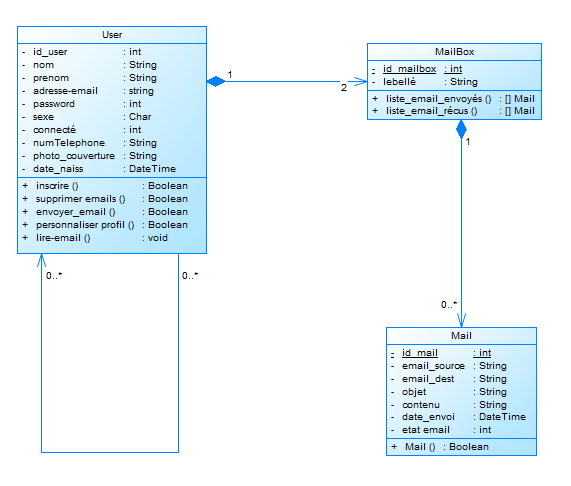 User
- id_user : int
- nom : String
- prenom : String
- adresse-email : string
- password : int
- sexe : Char
- connecté : int
- numTelephone : String
- photo_couverture : String
- date_naiss : DateTime
+ inscrire () : Boolean
+ supprimer emails () : Boolean
+ envoyer_email () : Boolean
+ personnaliser profil () : Boolean
+ lire-email () : void
1
2
MailBox
- id_mailbox : int
- lebellé : String
+ liste_email_envoyés () : [] Mail
+ liste_email_récus () : [] Mail
1
0..*
0..*
0..*
Mail
- id_mail : int
- email_source : String
- email_dest : String
- objet : String
- contenu : String
- date_envoi : DateTime
- etat email : int
+ Mail () : Boolean